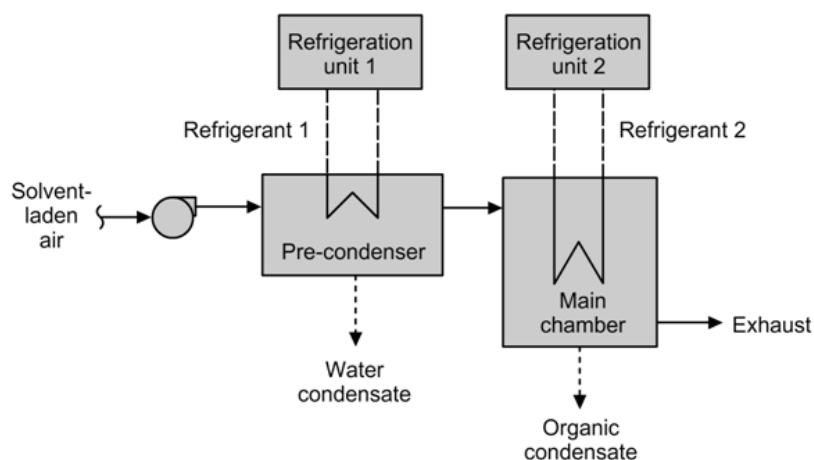 Refrigeration
unit 1
Refrigeration
unit 2
Refrigerant 1
Refrigerant 2
Solvent-
laden
air
Pre-condenser
Main
chamber
Exhaust
Water
condensate
Organic
condensate